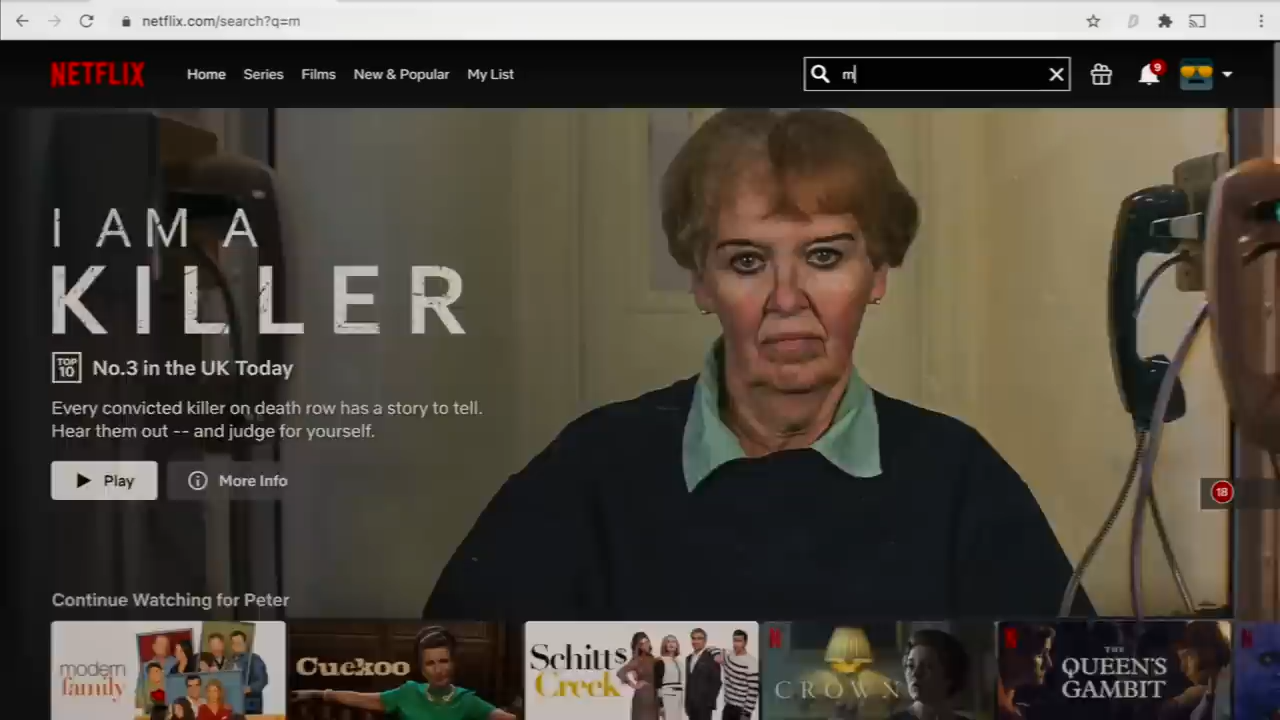 netflix.com/search?q=m
NETFLIX
Home
Series
Films
New & Popular
My List
m
9
I AM A
KILLER
TOP
10
No.3 in the UK Today
Every convicted killer on death row has a story to tell.
Hear them out -- and judge for yourself.
Play
More Info
18
Continue Watching for Peter
modern
family
Cuckoo
Schitt's
Creek
N
CROWN
N
THE
QUEEN'S
GAMBIT
N